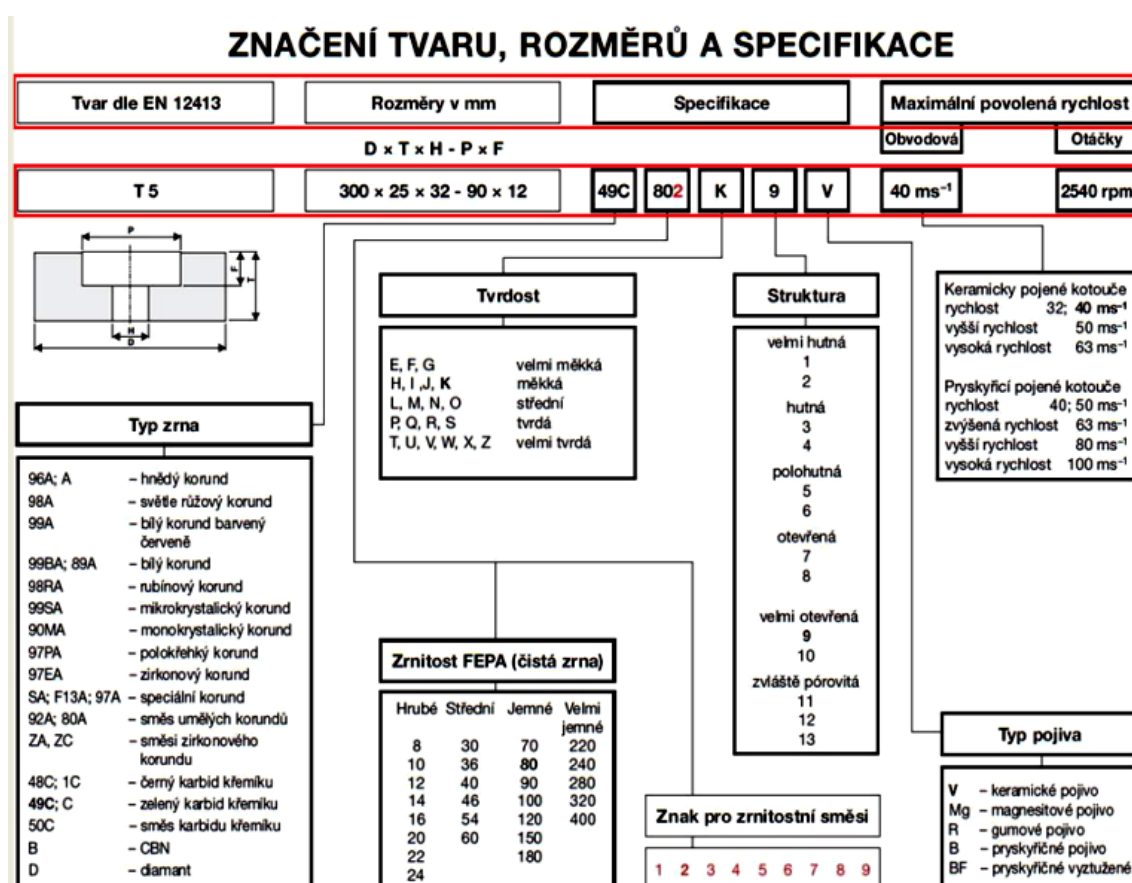 ZNAČENÍ TVARU, ROZMĚRŮ A SPECIFIKACE
Tvar dle EN 12413
Rozměry v mm
Specifikace
Maximální povolená rychlost
D × T × H - P × F
Obvodová
Otáčky
T 5
300 × 25 × 32 - 90 × 12
49C
802
K
9
V
40 ms⁻¹
2540 rpm
P
F
T
H
D
Tvrdost
E, F, G velmi měkká
H, I ,J, K měkká
L, M, N, O střední
P, Q, R, S tvrdá
T, U, V, W, X, Z velmi tvrdá
Struktura
velmi hutná
1
2
hutná
3
4
polohutná
5
6
otevřená
7
8
velmi otevřená
9
10
zvláště pórovitá
11
12
13
Keramicky pojené kotouče
rychlost 32; 40 ms⁻¹
vyšší rychlost 50 ms⁻¹
vysoká rychlost 63 ms⁻¹
Pryskyřicí pojené kotouče
rychlost 40; 50 ms⁻¹
zvýšená rychlost 63 ms⁻¹
vyšší rychlost 80 ms⁻¹
vysoká rychlost 100 ms⁻¹
Typ zrna
96A; A – hnědý korund
98A – světle růžový korund
99A – bílý korund barvený
červeně
99BA; 89A – bílý korund
98RA – rubínový korund
99SA – mikrokrystalický korund
90MA – monokrystalický korund
97PA – polokřehký korund
97EA – zirkonový korund
SA; F13A; 97A – speciální korund
92A; 80A – směs umělých korundů
ZA, ZC – směsi zirkonového
korundu
48C; 1C – černý karbid křemíku
49C; C – zelený karbid křemíku
50C – směs karbidu křemíku
B – CBN
D – diamant
Zrnitost FEPA (čistá zrna)
Hrubé Střední Jemné Velmi
jemné
8 30 70 220
10 36 80 240
12 40 90 280
14 46 100 320
16 54 120 400
20 60 150
22 180
24
Znak pro zrnitostní směsi
1 2 3 4 5 6 7 8 9
Typ pojiva
V – keramické pojivo
Mg – magnesitové pojivo
R – gumové pojivo
B – pryskyřičné pojivo
BF – pryskyřičné vyztužené